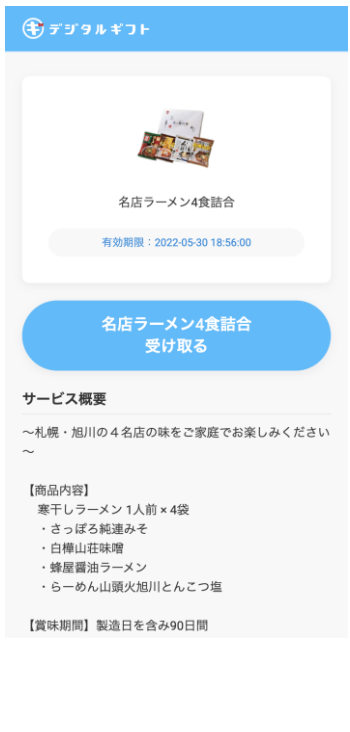 デジタルギフト
名店ラーメン4食詰合
有効期限：2022-05-30 18:56:00
名店ラーメン4食詰合
受け取る
サービス概要
～札幌・旭川の４名店の味をご家庭でお楽しみください
～
【商品内容】
寒干しラーメン 1人前 × 4袋
・さっぽろ純連みそ
・白樺山荘味噌
・蜂屋醤油ラーメン
・らーめん山頭火旭川とんこつ塩
【賞味期間】製造日を含み90日間